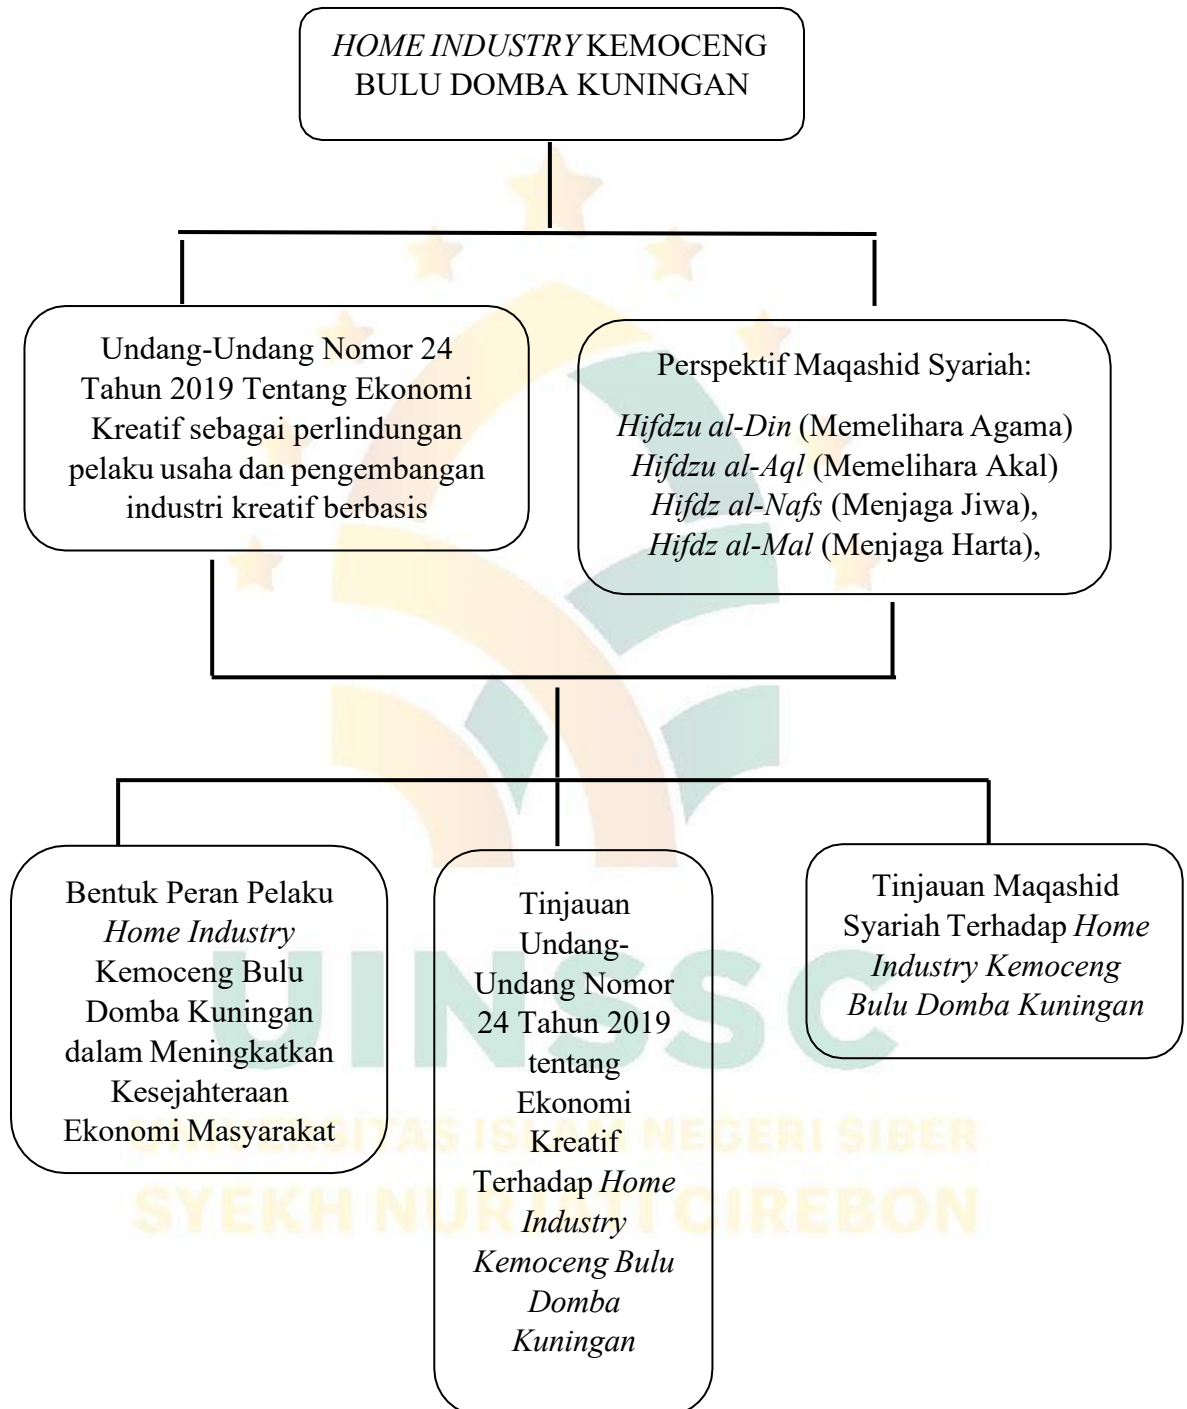 HOME INDUSTRY KEMOCENG
BULU DOMBA KUNINGAN
Undang-Undang Nomor 24
Tahun 2019 Tentang Ekonomi
Kreatif sebagai perlindungan
pelaku usaha dan pengembangan
industri kreatif berbasis
Perspektif Maqashid Syariah:
Hifdzu al-Din (Memelihara Agama)
Hifdzu al-Aql (Memelihara Akal)
Hifdz al-Nafs (Menjaga Jiwa),
Hifdz al-Mal (Menjaga Harta),
Bentuk Peran Pelaku
Home Industry
Kemoceng Bulu
Domba Kuningan
dalam Meningkatkan
Kesejahteraan
Ekonomi Masyarakat
Tinjauan
Undang-
Undang Nomor
24 Tahun 2019
tentang
Ekonomi
Kreatif
Terhadap Home
Industry
Kemoceng Bulu
Domba
Kuningan
Tinjauan Maqashid
Syariah Terhadap Home
Industry Kemoceng
Bulu Domba Kuningan
UINSSC
UNIVERSITAS ISLAM NEGERI SIBER
SYEKH NURJATI CIREBON